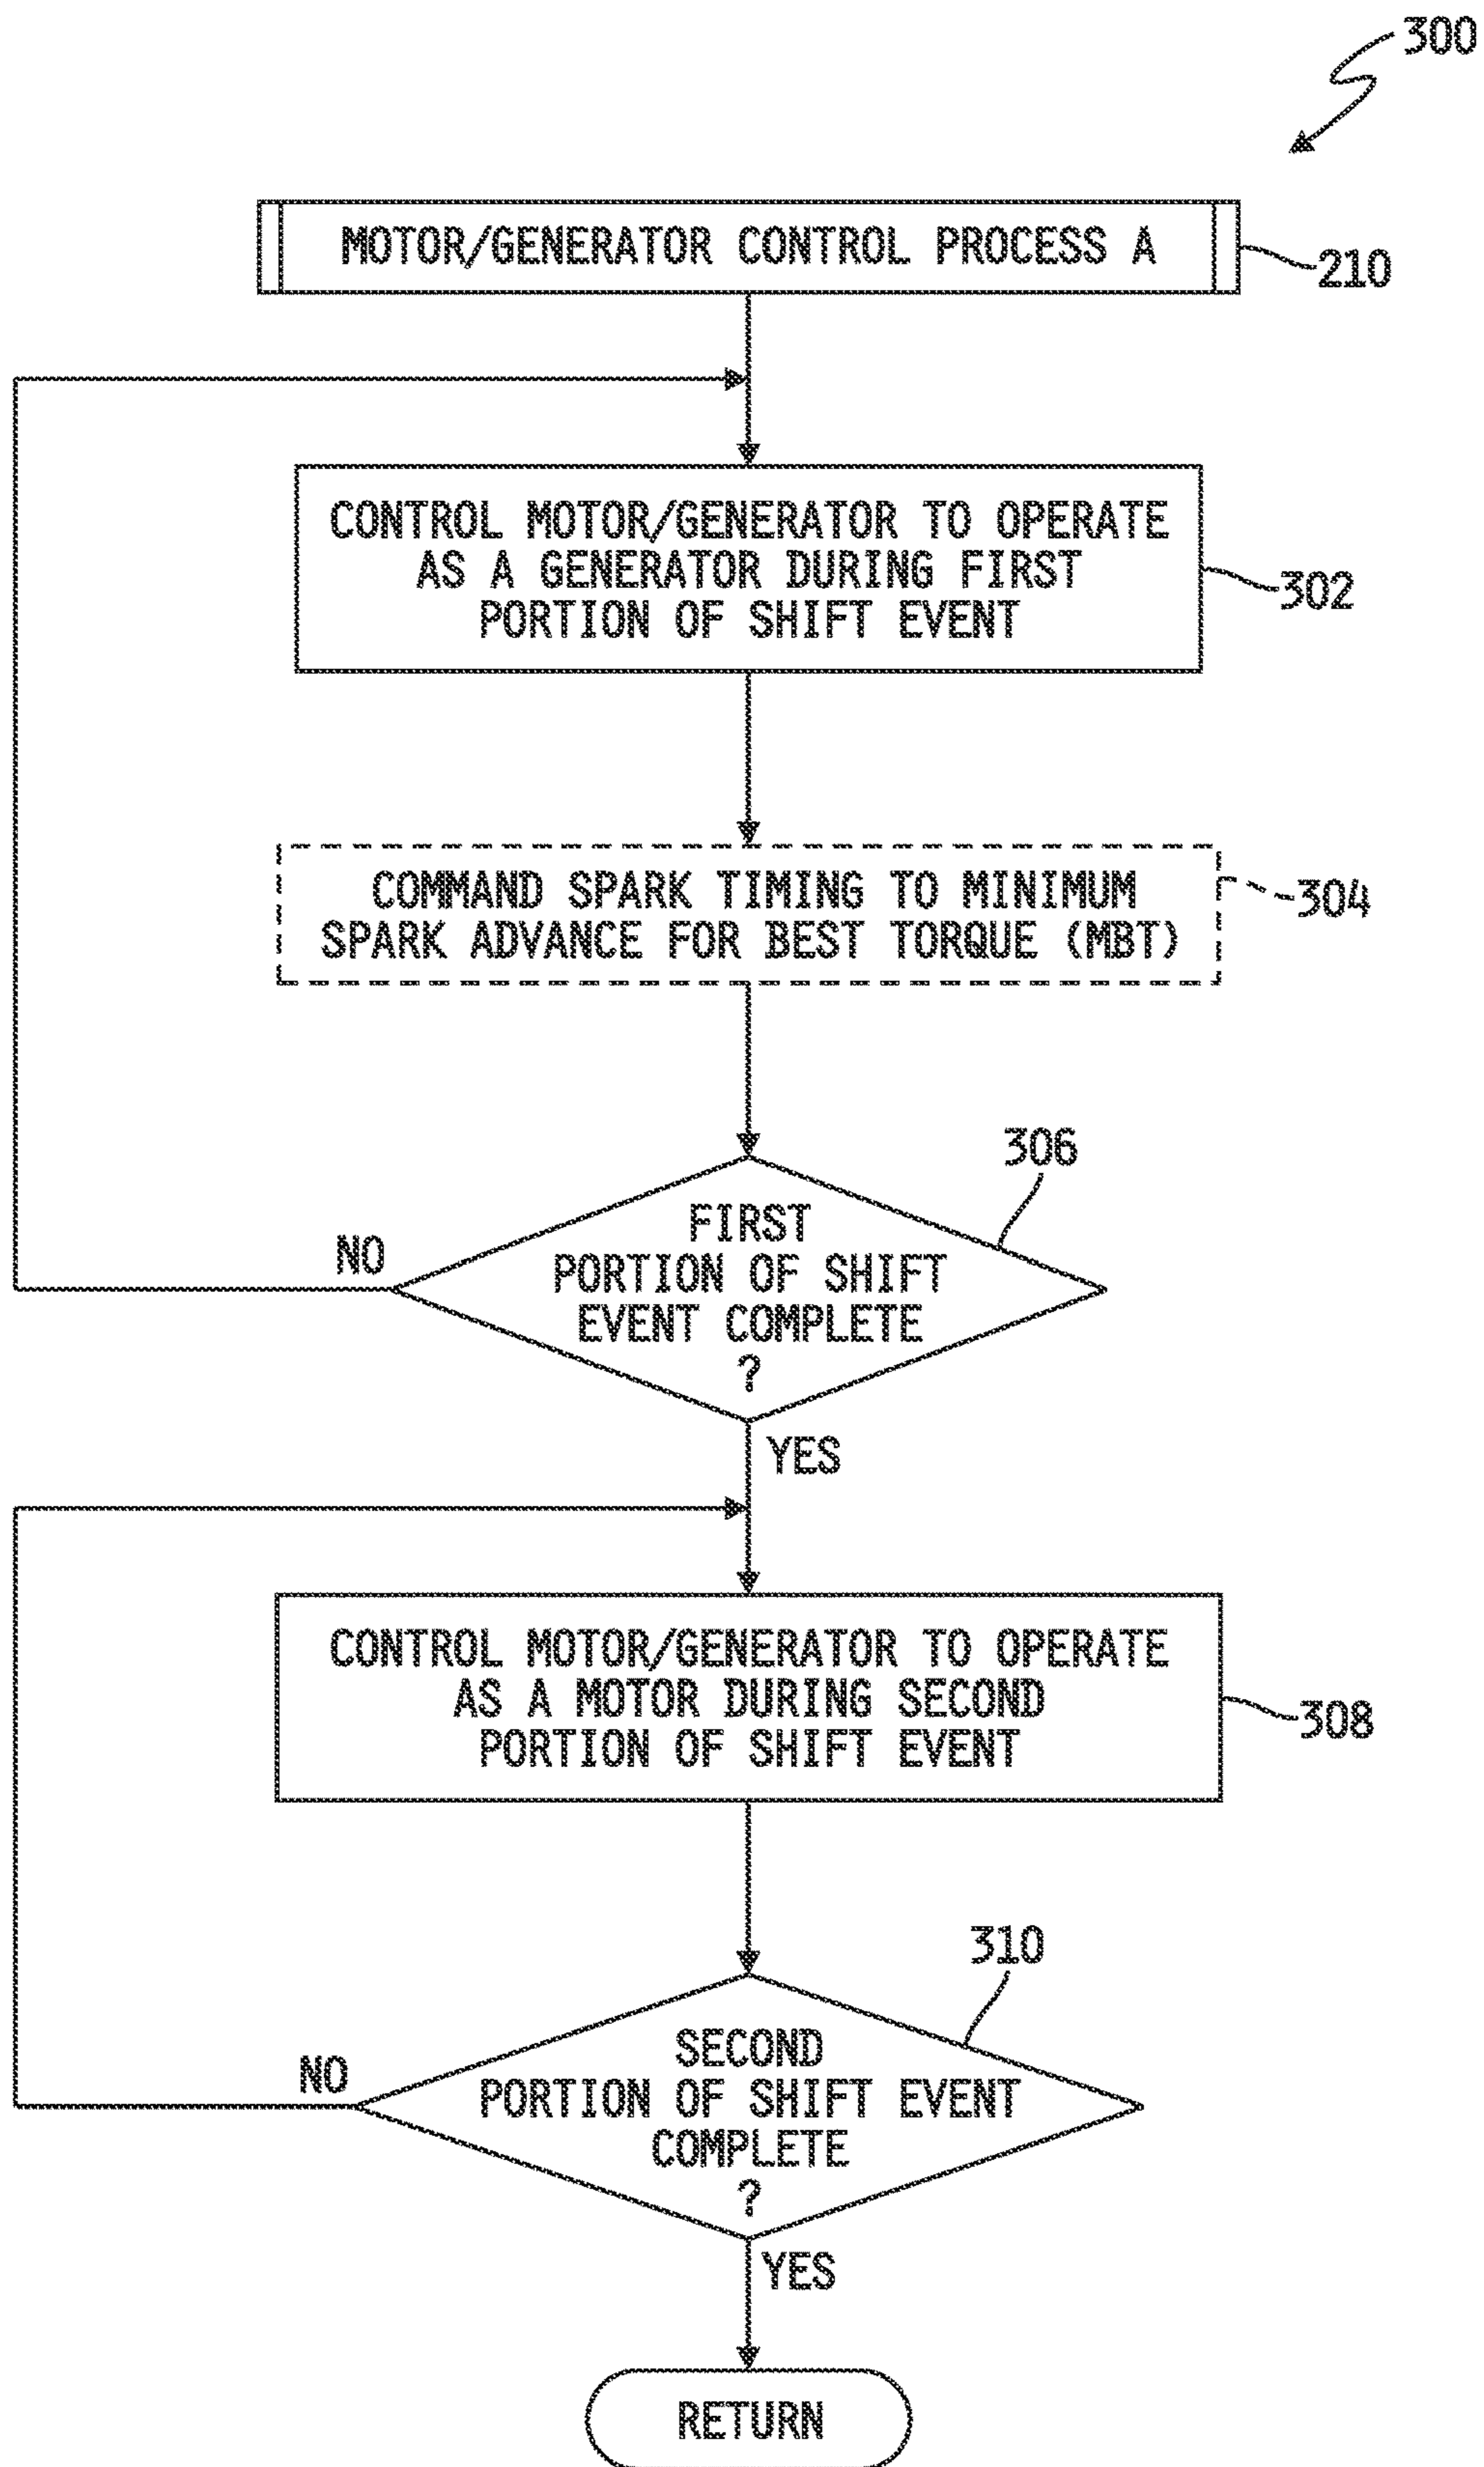 300
MOTOR/GENERATOR CONTROL PROCESS A
210
CONTROL MOTOR/GENERATOR TO OPERATE
AS A GENERATOR DURING FIRST
PORTION OF SHIFT EVENT
302
COMMAND SPARK TIMING TO MINIMUM
SPARK ADVANCE FOR BEST TORQUE (MBT)
304
306
FIRST
PORTION OF SHIFT
EVENT COMPLETE
?
NO
YES
CONTROL MOTOR/GENERATOR TO OPERATE
AS A MOTOR DURING SECOND
PORTION OF SHIFT EVENT
308
310
SECOND
PORTION OF SHIFT EVENT
COMPLETE
?
NO
YES
RETURN